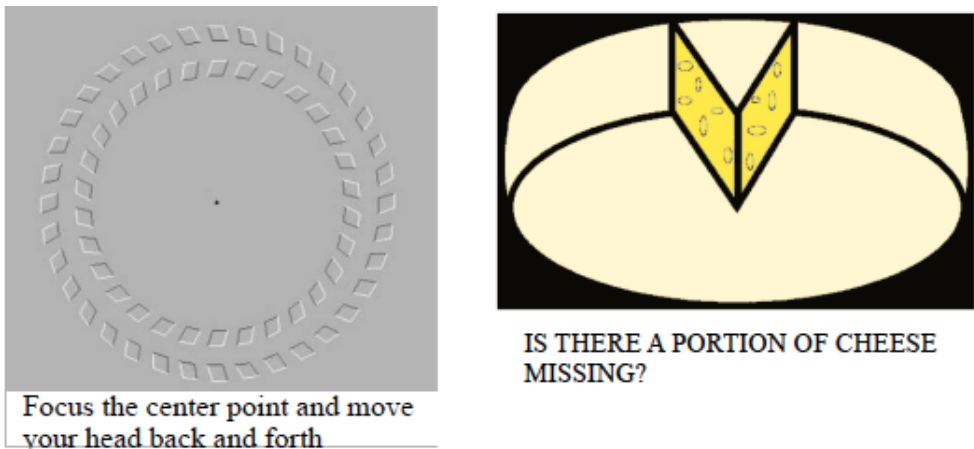 Focus the center point and move
your head back and forth
IS THERE A PORTION OF CHEESE
MISSING?